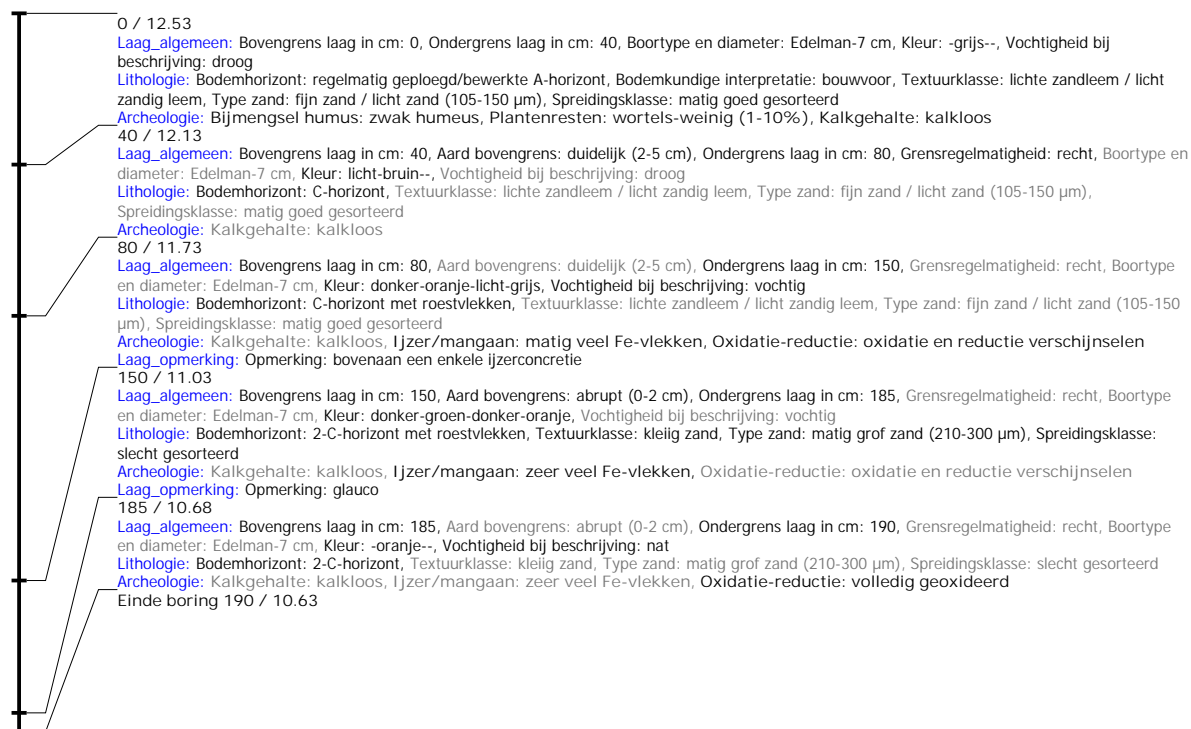 0 / 12.53
Laag_algemeen: Bovengrens laag in cm: 0, Ondergrens laag in cm: 40, Boortype en diameter: Edelman-7 cm, Kleur: -grijs--, Vochtigheid bij
beschrijving: droog
Lithologie: Bodemhorizont: regelmatig geploegd/bewerkte A-horizont, Bodemkundige interpretatie: bouwvoor, Textuurklasse: lichte zandleem / licht
zandig leem, Type zand: fijn zand / licht zand (105-150 µm), Spreidingsklasse: matig goed gesorteerd
Archeologie: Bijmengsel humus: zwak humeus, Plantenresten: wortels-weinig (1-10%), Kalkgehalte: kalkloos
40 / 12.13
Laag_algemeen: Bovengrens laag in cm: 40, Aard bovengrens: duidelijk (2-5 cm), Ondergrens laag in cm: 80, Grensregelmatigheid: recht, Boortype en
diameter: Edelman-7 cm, Kleur: licht-bruin--, Vochtigheid bij beschrijving: droog
Lithologie: Bodemhorizont: C-horizont, Textuurklasse: lichte zandleem / licht zandig leem, Type zand: fijn zand / licht zand (105-150 µm),
Spreidingsklasse: matig goed gesorteerd
Archeologie: Kalkgehalte: kalkloos
80 / 11.73
Laag_algemeen: Bovengrens laag in cm: 80, Aard bovengrens: duidelijk (2-5 cm), Ondergrens laag in cm: 150, Grensregelmatigheid: recht, Boortype
en diameter: Edelman-7 cm, Kleur: donker-oranje-licht-grijs, Vochtigheid bij beschrijving: vochtig
Lithologie: Bodemhorizont: C-horizont met roestvlekken, Textuurklasse: lichte zandleem / licht zandig leem, Type zand: fijn zand / licht zand (105-150
µm), Spreidingsklasse: matig goed gesorteerd
Archeologie: Kalkgehalte: kalkloos, Ijzer/mangaan: matig veel Fe-vlekken, Oxidatie-reductie: oxidatie en reductie verschijnselen
Laag_opmerking: Opmerking: bovenaan een enkele ijzerconcretie
150 / 11.03
Laag_algemeen: Bovengrens laag in cm: 150, Aard bovengrens: abrupt (0-2 cm), Ondergrens laag in cm: 185, Grensregelmatigheid: recht, Boortype
en diameter: Edelman-7 cm, Kleur: donker-groen-donker-oranje, Vochtigheid bij beschrijving: vochtig
Lithologie: Bodemhorizont: 2-C-horizont met roestvlekken, Textuurklasse: kleiig zand, Type zand: matig grof zand (210-300 µm), Spreidingsklasse:
slecht gesorteerd
Archeologie: Kalkgehalte: kalkloos, Ijzer/mangaan: zeer veel Fe-vlekken, Oxidatie-reductie: oxidatie en reductie verschijnselen
Laag_opmerking: Opmerking: glauco
185 / 10.68
Laag_algemeen: Bovengrens laag in cm: 185, Aard bovengrens: abrupt (0-2 cm), Ondergrens laag in cm: 190, Grensregelmatigheid: recht, Boortype
en diameter: Edelman-7 cm, Kleur: -oranje--, Vochtigheid bij beschrijving: nat
Lithologie: Bodemhorizont: 2-C-horizont, Textuurklasse: kleiig zand, Type zand: matig grof zand (210-300 µm), Spreidingsklasse: slecht gesorteerd
Archeologie: Kalkgehalte: kalkloos, Ijzer/mangaan: zeer veel Fe-vlekken, Oxidatie-reductie: volledig geoxideerd
Einde boring 190 / 10.63